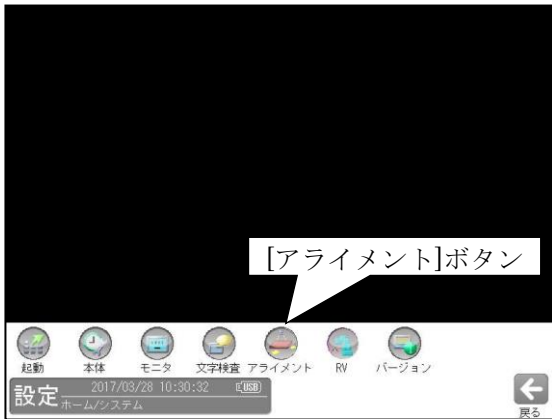 [アライメント]ボタン
起動 本体 モニタ 文字検査 アライメント RV バージョン
設定 2017/03/28 10:30:32 USB
ホーム/システム
戻る